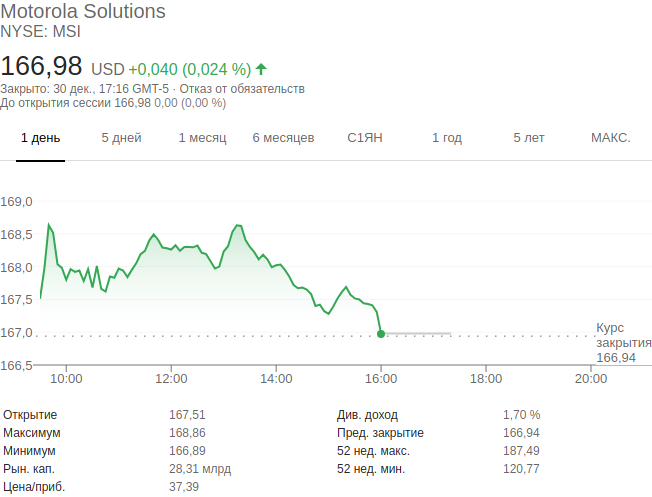 Motorola Solutions
NYSE: MSI
166,98 USD +0,040 (0,024 %)
Закрыто: 30 дек., 17:16 GMT-5 · Отказ от обязательств
До открытия сессии 166,98 0,00 (0,00 %)
1 день 5 дней 1 месяц 6 месяцев С1ЯН 1 год 5 лет МАКС.
169,0
168,5
168,0
167,5
167,0
166,5
Курс
закрытия
166,94
10:00 12:00 14:00 16:00 18:00 20:00
Открытие 167,51 Див. доход 1,70 %
Максимум 168,86 Пред. закрытие 166,94
Минимум 166,89 52 нед. макс. 187,49
Рын. кап. 28,31 млрд 52 нед. мин. 120,77
Цена/приб. 37,39